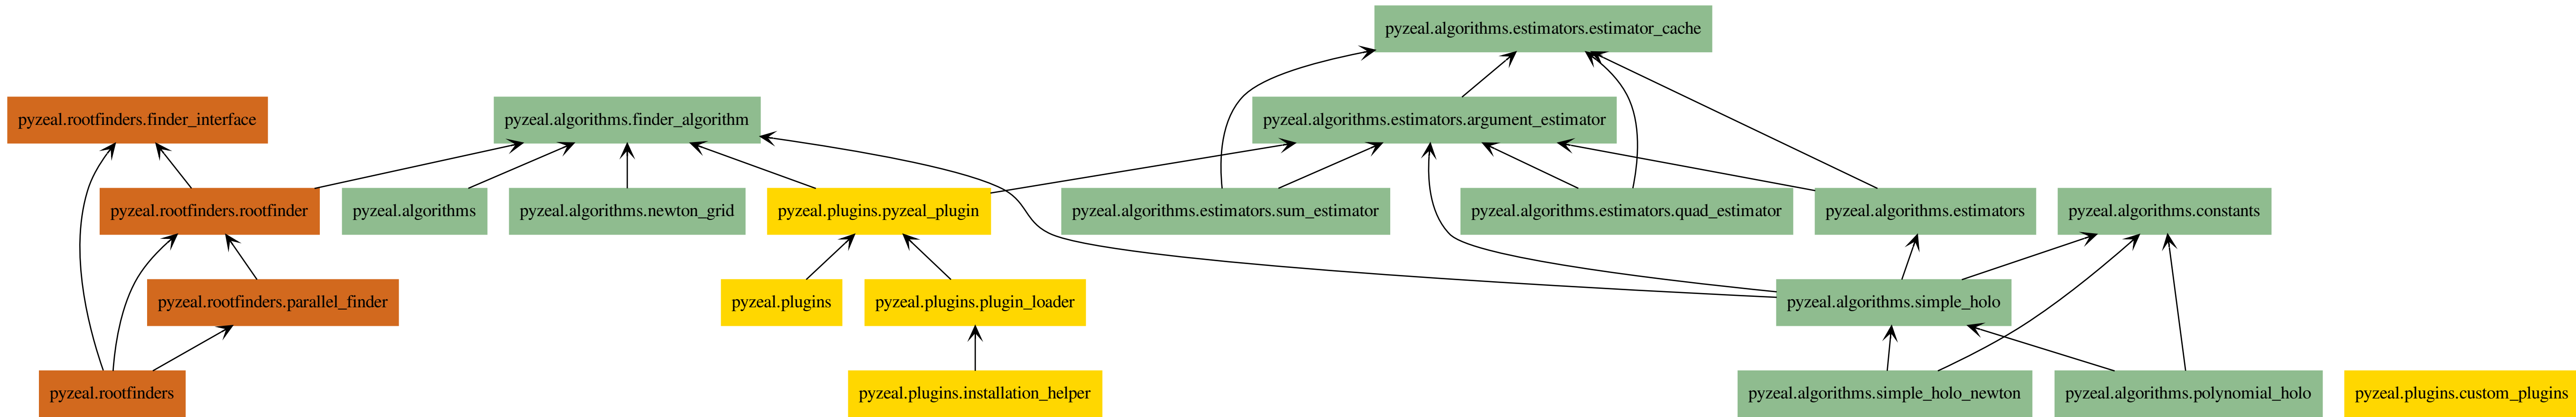 pyzeal.algorithms.estimators.estimator_cache
pyzeal.rootfinders.finder_interface
pyzeal.algorithms.finder_algorithm
pyzeal.algorithms.estimators.argument_estimator
pyzeal.rootfinders.rootfinder
pyzeal.algorithms
pyzeal.algorithms.newton_grid
pyzeal.plugins.pyzeal_plugin
pyzeal.algorithms.estimators.sum_estimator
pyzeal.algorithms.estimators.quad_estimator
pyzeal.algorithms.estimators
pyzeal.algorithms.constants
pyzeal.rootfinders.parallel_finder
pyzeal.plugins
pyzeal.plugins.plugin_loader
pyzeal.algorithms.simple_holo
pyzeal.rootfinders
pyzeal.plugins.installation_helper
pyzeal.algorithms.simple_holo_newton
pyzeal.algorithms.polynomial_holo
pyzeal.plugins.custom_plugins